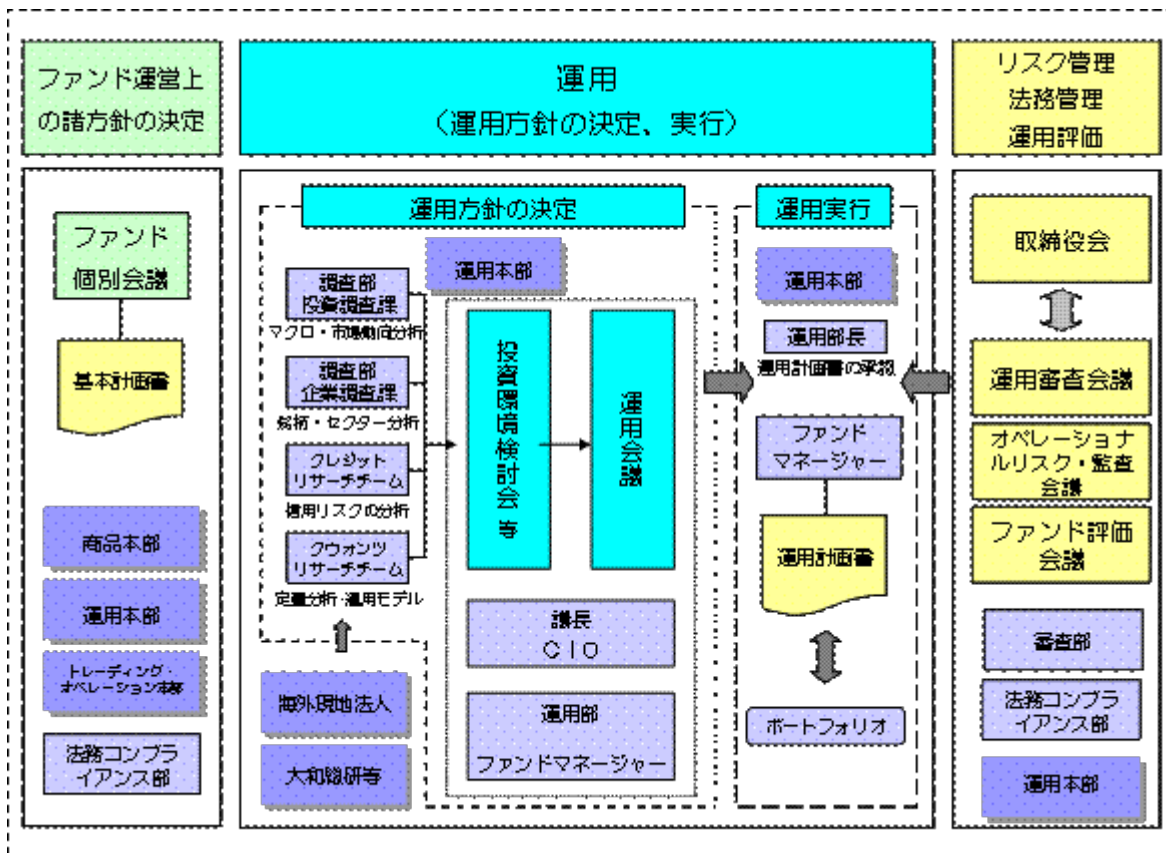 ファンド運営上
の諸方針の決定
運用
（運用方針の決定、実行）
リスク管理
法務管理
運用評価
ファンド
個別会議
基本計画書
商品本部
運用本部
トレーディング・
オペレーション本部
法務コンプラ
イアンス部
運用方針の決定
運用本部
調査部
投資調査課
マクロ・市場動向分析
調査部
企業調査課
銘柄・セクター分析
クレジット
リサーチチーム
信用リスクの分析
クウォンツ
リサーチチーム
定量分析・運用モデル
海外現地法人
大和総研等
投資環境検討会 等
運用会議
議長
ＣＩＯ
運用部
ファンドマネージャー
運用実行
運用本部
運用部長
運用計画書の承認
ファンド
マネージャー
運用計画書
ポートフォリオ
取締役会
運用審査会議
オペレーショナ
ルリスク・監査
会議
ファンド評価
会議
審査部
法務コンプラ
イアンス部
運用本部